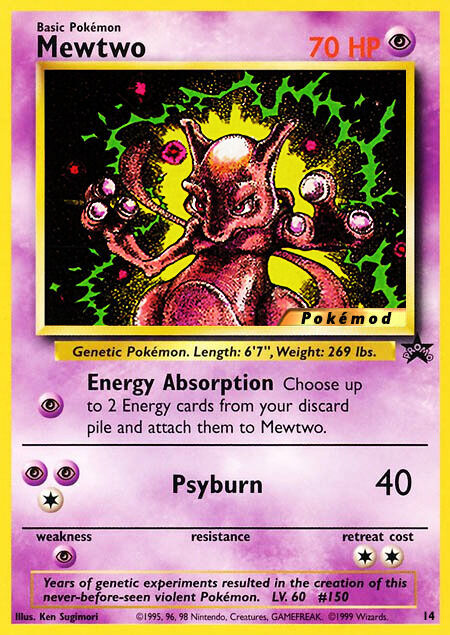 Basic Pokémon
Mewtwo 70 HP
Pokémod
Genetic Pokémon. Length: 6'7", Weight: 269 lbs.
PROMO
Energy Absorption Choose up
to 2 Energy cards from your discard
pile and attach them to Mewtwo.
Psyburn 40
weakness resistance retreat cost
Years of genetic experiments resulted in the creation of this
never-before-seen violent Pokémon. LV. 60 #150
Illus. Ken Sugimori ©1995, 96, 98 Nintendo, Creatures, GAMEFREAK. ©1999 Wizards. 14